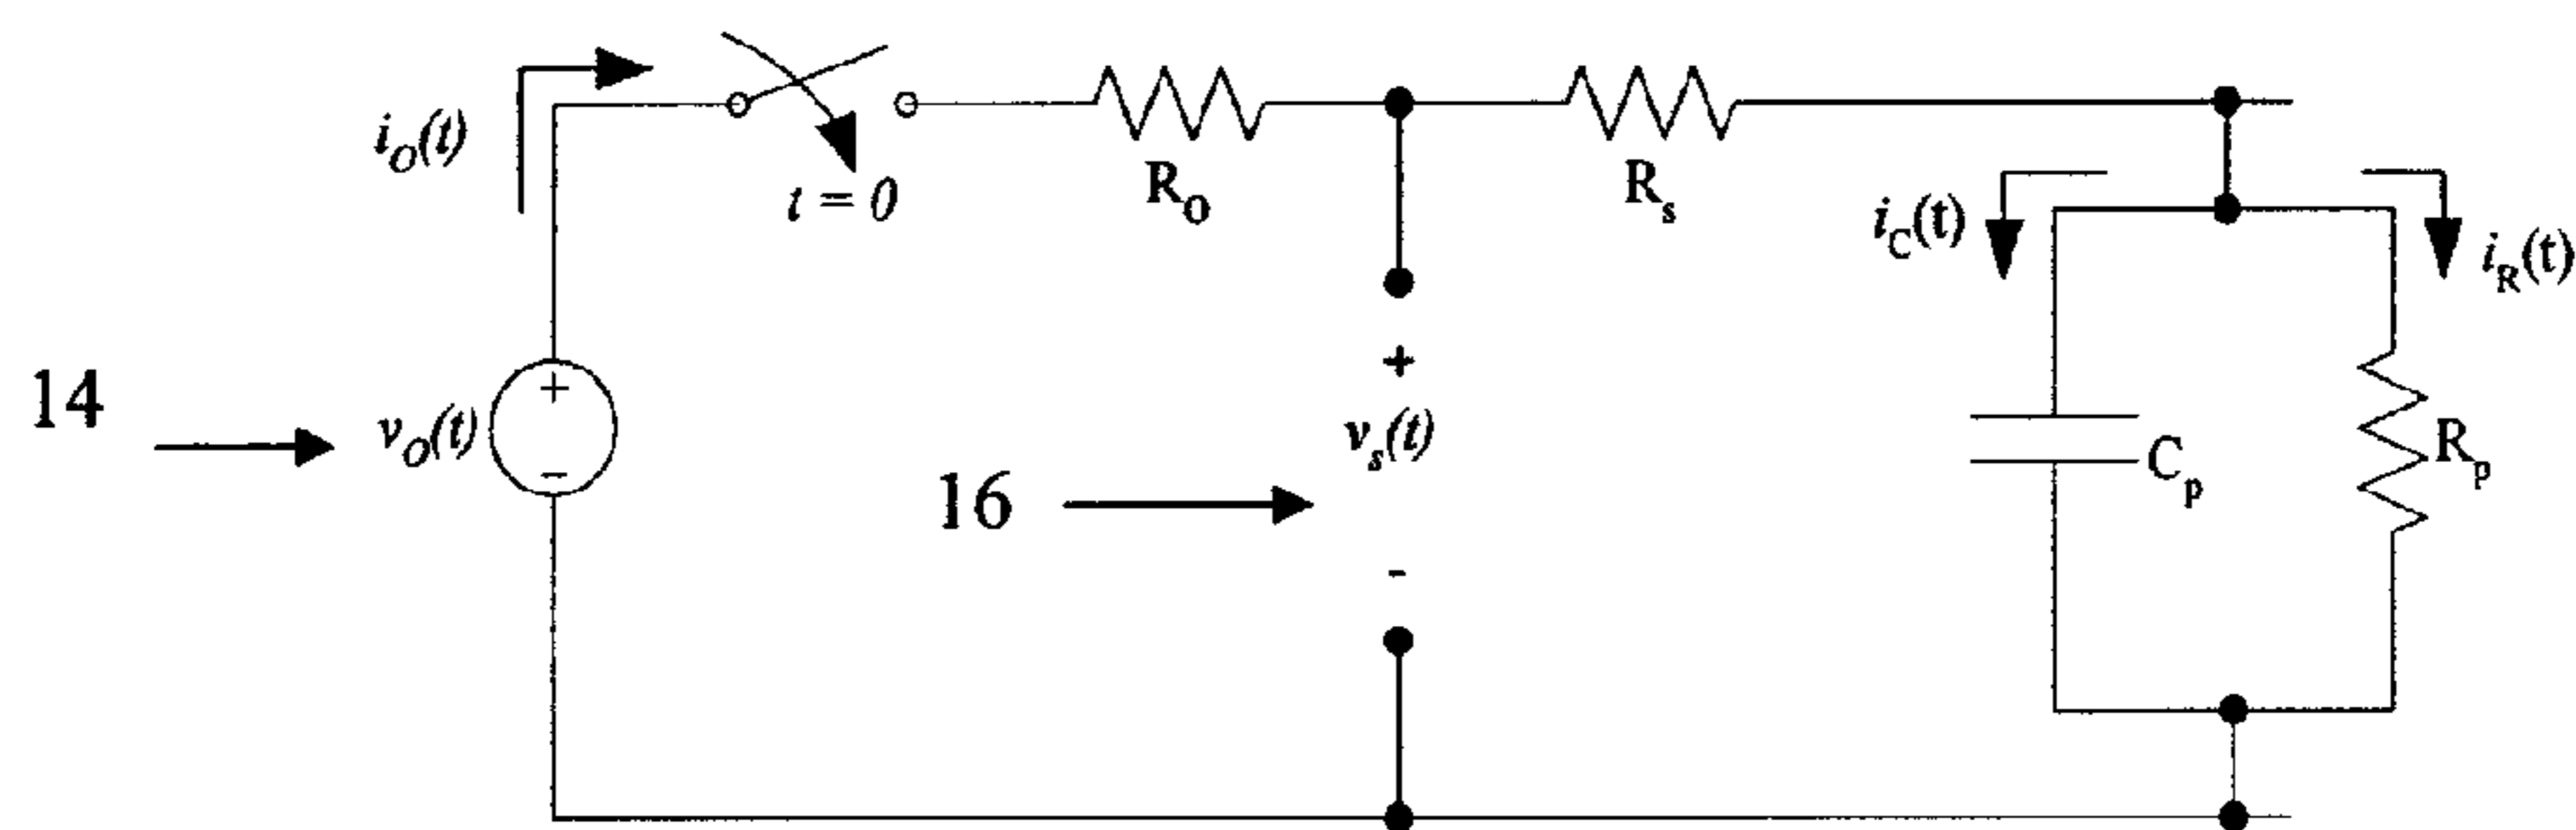 i_O(t)
t = 0
R_O
R_s
i_C(t)
i_R(t)
14
v_O(t)
+
-
+
v_s(t)
-
16
C_p
R_p